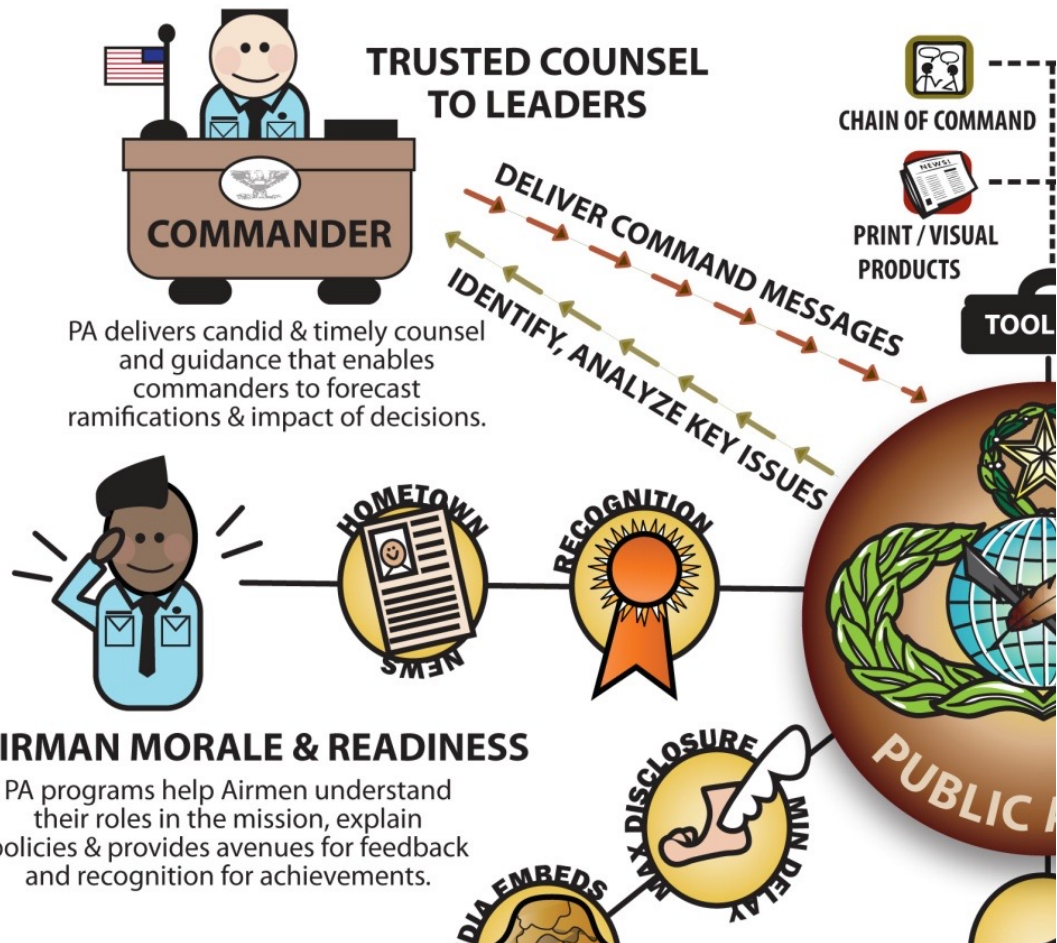 TRUSTED COUNSEL
TO LEADERS
COMMANDER
PA delivers candid & timely counsel
and guidance that enables
commanders to forecast
ramifications & impact of decisions.
DELIVER COMMAND MESSAGES
IDENTIFY, ANALYZE KEY ISSUES
CHAIN OF COMMAND
NEWS!
PRINT / VISUAL
PRODUCTS
TOOL
HOMETOWN
NEWS
RECOGNITION
IRMAN MORALE & READINESS
PA programs help Airmen understand
their roles in the mission, explain
policies & provides avenues for feedback
and recognition for achievements.
MAX DISCLOSURE
MIN DELAY
DIA EMBEDS
PUBLIC